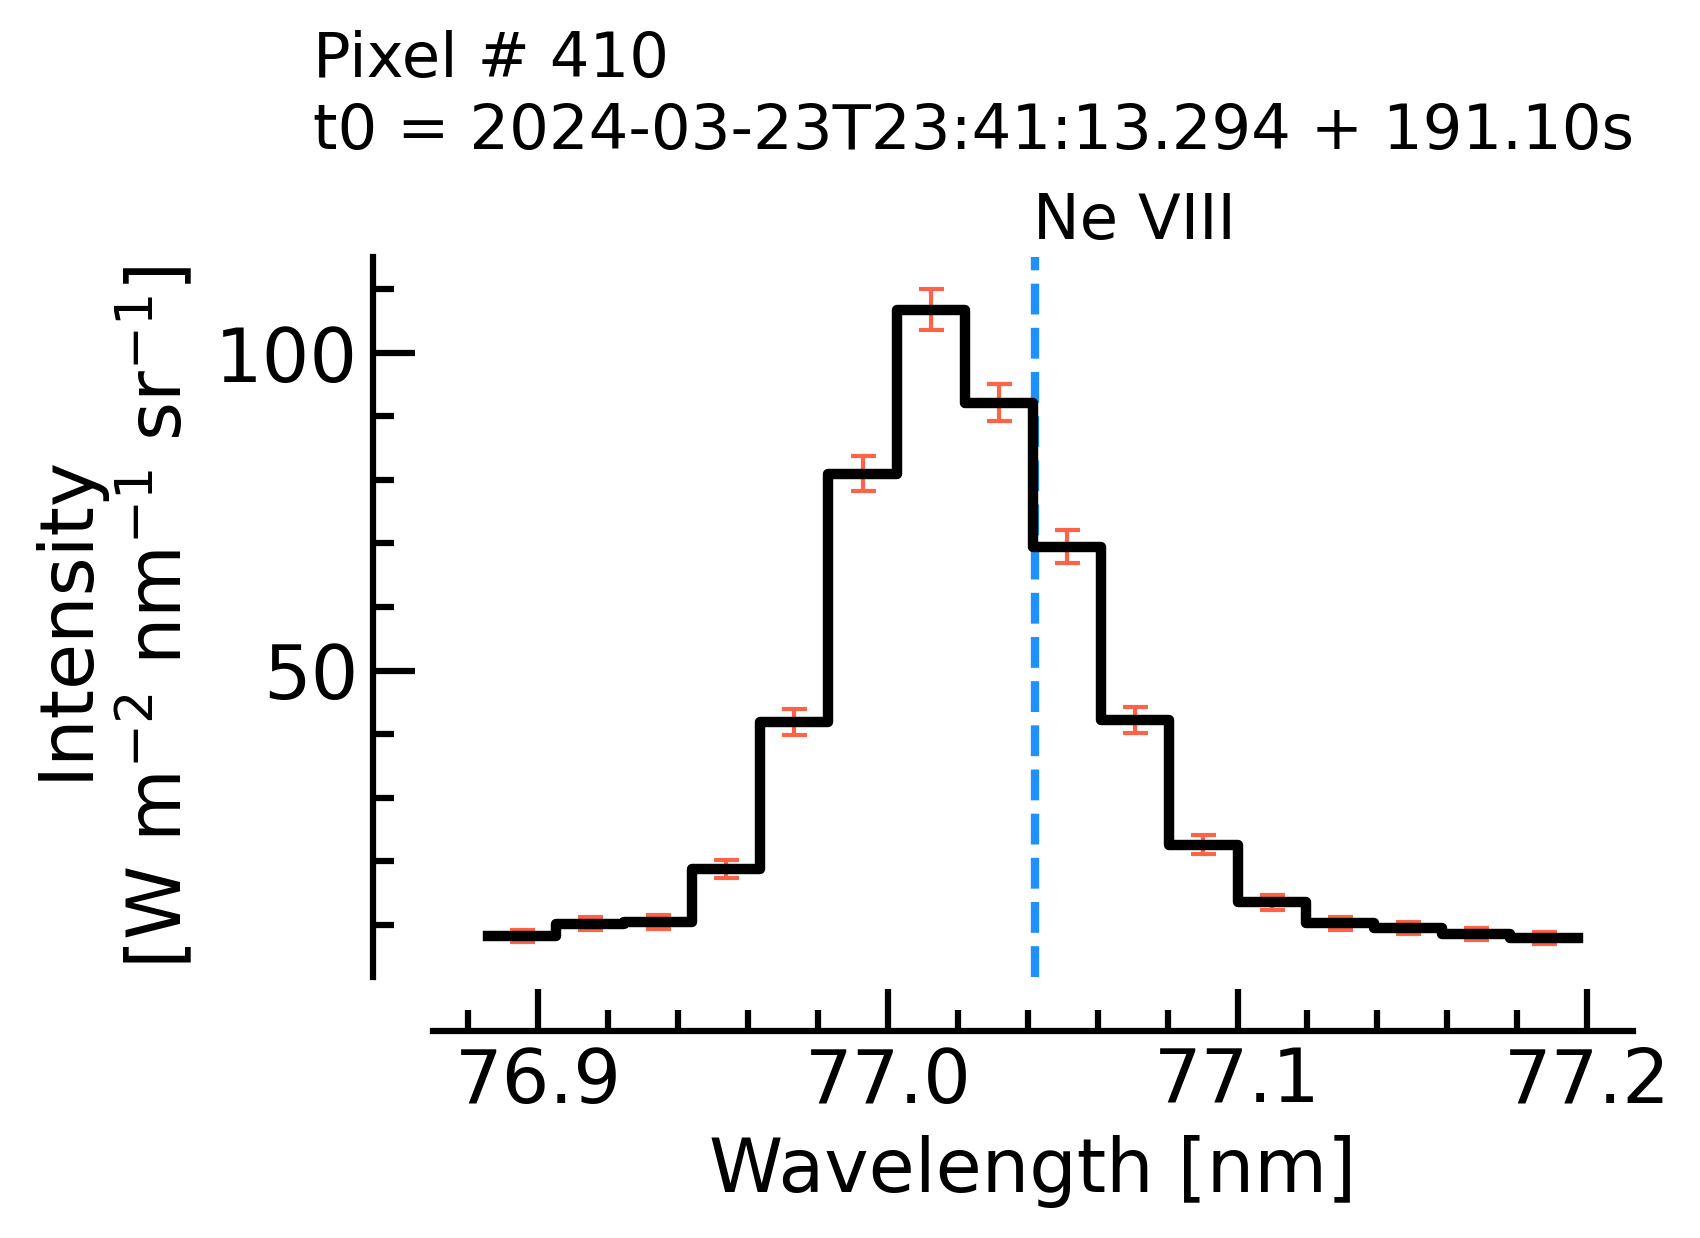 Pixel # 410
t0 = 2024-03-23T23:41:13.294 + 191.10s
Ne VIII
Intensity
[W m⁻² nm⁻¹ sr⁻¹]
100
50
76.9 77.0 77.1 77.2
Wavelength [nm]